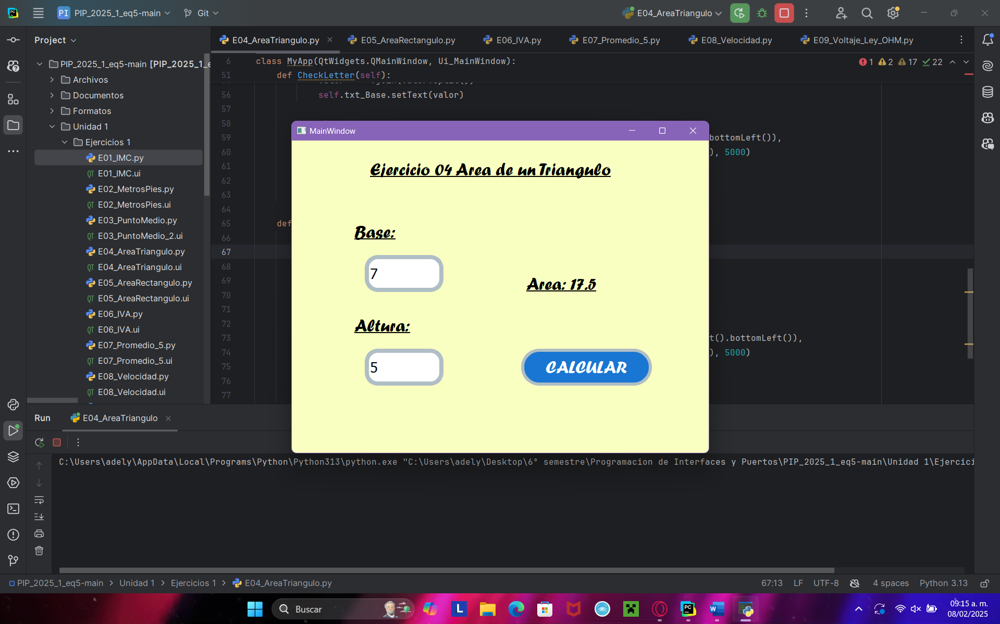 PI PIP_2025_1_eq5-main Git E04_AreaTriangulo
Project
E04_AreaTriangulo.py E05_AreaRectangulo.py E06_IVA.py E07_Promedio_5.py E08_Velocidad.py E09_Voltaje_Ley_OHM.py
PIP_2025_1_eq5-main [PIP_2025_1_e
Archivos
Documentos
Formatos
Unidad 1
Ejercicios 1
E01_IMC.py
E01_IMC.ui
E02_MetrosPies.py
E02_MetrosPies.ui
E03_PuntoMedio.py
E03_PuntoMedio_2.ui
E04_AreaTriangulo.py
E04_AreaTriangulo.ui
E05_AreaRectangulo.py
E05_AreaRectangulo.ui
E06_IVA.py
E06_IVA.ui
E07_Promedio_5.py
E07_Promedio_5.ui
E08_Velocidad.py
E08_Velocidad.ui
6 class MyApp(QtWidgets.QMainWindow, Ui_MainWindow): 1 2 17 22
51 def CheckLetter(self):
56 self.txt_Base.setText(valor)
57
58
59 bottomLeft()),
60 ), 5000)
61
62
63
64
65 def
66
67
68
69
70
71
72
73 t().bottomLeft()),
74 ), 5000)
75
76
77
MainWindow
Ejercicio 04 Area de un Triangulo
Base:
7
Area: 17.5
Altura:
5
CALCULAR
Run E04_AreaTriangulo
C:\Users\adely\AppData\Local\Programs\Python\Python313\python.exe "C:\Users\adely\Desktop\6° semestre\Programacion de Interfaces y Puertos\PIP_2025_1_eq5-main\Unidad 1\Ejercici
PIP_2025_1_eq5-main > Unidad 1 > Ejercicios 1 > E04_AreaTriangulo.py 67:13 LF UTF-8 4 spaces Python 3.13
Buscar
09:15 a. m.
08/02/2025